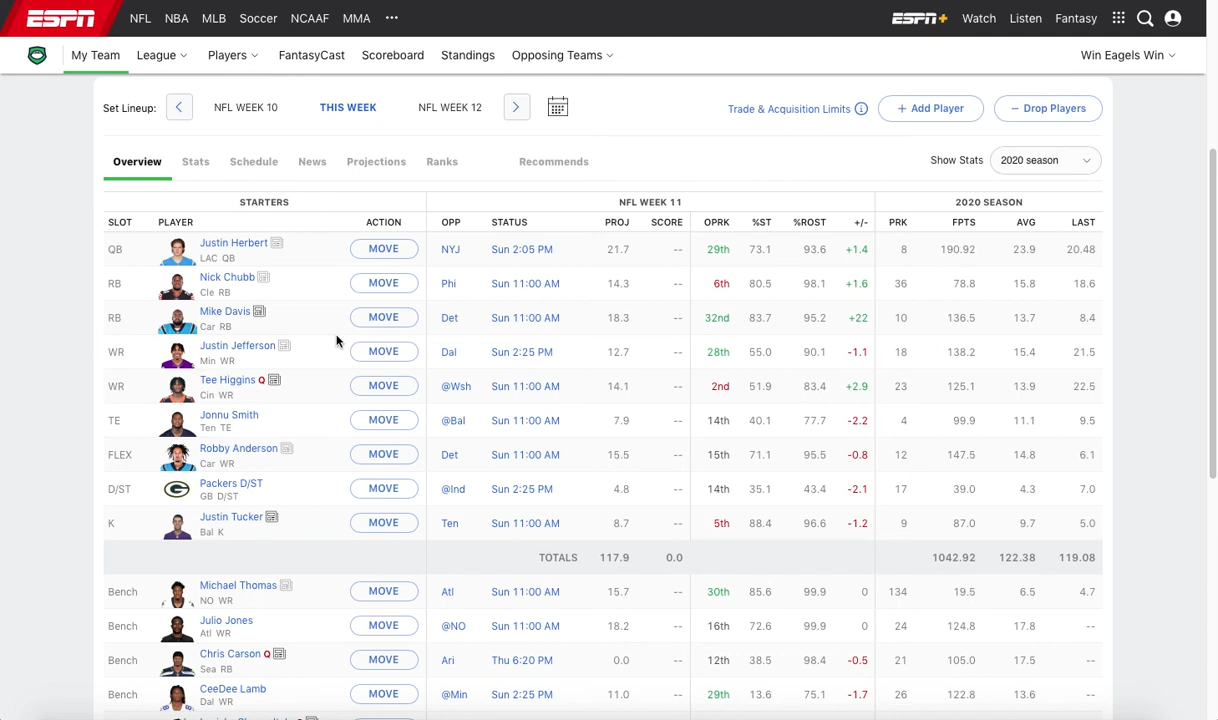 ESPN NFL NBA MLB Soccer NCAAF MMA ••• ESPN+ Watch Listen Fantasy
My Team League Players FantasyCast Scoreboard Standings Opposing Teams Win Eagels Win
Set Lineup: NFL WEEK 10 THIS WEEK NFL WEEK 12 Trade & Acquisition Limits i + Add Player − Drop Players
Overview Stats Schedule News Projections Ranks Recommends Show Stats 2020 season
STARTERS NFL WEEK 11 2020 SEASON
SLOT PLAYER ACTION OPP STATUS PROJ SCORE OPRK %ST %ROST +/- PRK FPTS AVG LAST
QB Justin Herbert MOVE NYJ Sun 2:05 PM 21.7 -- 29th 73.1 93.6 +1.4 8 190.92 23.9 20.48
LAC QB
RB Nick Chubb MOVE Phi Sun 11:00 AM 14.3 -- 6th 80.5 98.1 +1.6 36 78.8 15.8 18.6
Cle RB
RB Mike Davis MOVE Det Sun 11:00 AM 18.3 -- 32nd 83.7 95.2 +22 10 136.5 13.7 8.4
Car RB
WR Justin Jefferson MOVE Dal Sun 2:25 PM 12.7 -- 28th 55.0 90.1 -1.1 18 138.2 15.4 21.5
Min WR
WR Tee Higgins Q MOVE @Wsh Sun 11:00 AM 14.1 -- 2nd 51.9 83.4 +2.9 23 125.1 13.9 22.5
Cin WR
TE Jonnu Smith MOVE @Bal Sun 11:00 AM 7.9 -- 14th 40.1 77.7 -2.2 4 99.9 11.1 9.5
Ten TE
FLEX Robby Anderson MOVE Det Sun 11:00 AM 15.5 -- 15th 71.1 95.5 -0.8 12 147.5 14.8 6.1
Car WR
D/ST Packers D/ST MOVE @Ind Sun 2:25 PM 4.8 -- 14th 35.1 43.4 -2.1 17 39.0 4.3 7.0
GB D/ST
K Justin Tucker MOVE Ten Sun 11:00 AM 8.7 -- 5th 88.4 96.6 -1.2 9 87.0 9.7 5.0
Bal K
TOTALS 117.9 0.0 1042.92 122.38 119.08
Bench Michael Thomas MOVE Atl Sun 11:00 AM 15.7 -- 30th 85.6 99.9 0 134 19.5 6.5 4.7
NO WR
Bench Julio Jones MOVE @NO Sun 11:00 AM 18.2 -- 16th 72.6 99.9 0 24 124.8 17.8 --
Atl WR
Bench Chris Carson Q MOVE Ari Thu 6:20 PM 0.0 -- 12th 38.5 98.4 -0.5 21 105.0 17.5 --
Sea RB
Bench CeeDee Lamb MOVE @Min Sun 2:25 PM 11.0 -- 29th 13.6 75.1 -1.7 26 122.8 13.6 --
Dal WR